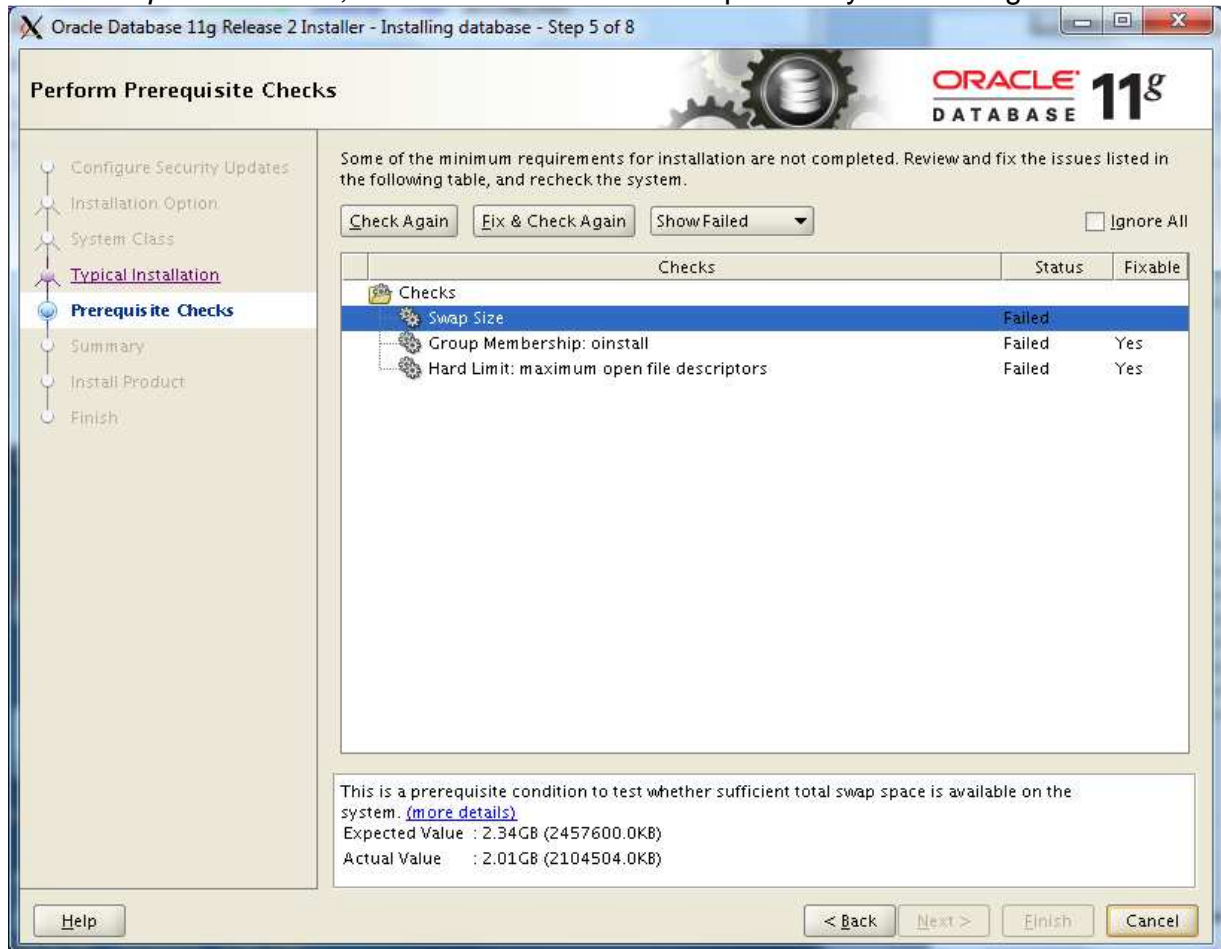 Oracle Database 11g Release 2 Installer - Installing database - Step 5 of 8
Perform Prerequisite Checks
ORACLE 11g
DATABASE
Configure Security Updates
Installation Option
System Class
Typical Installation
Prerequisite Checks
Summary
Install Product
Finish
Some of the minimum requirements for installation are not completed. Review and fix the issues listed in
the following table, and recheck the system.
Check Again Fix & Check Again Show Failed Ignore All
Checks Status Fixable
Checks
Swap Size Failed
Group Membership: oinstall Failed Yes
Hard Limit: maximum open file descriptors Failed Yes
This is a prerequisite condition to test whether sufficient total swap space is available on the
system. (more details)
Expected Value : 2.34GB (2457600.0KB)
Actual Value : 2.01GB (2104504.0KB)
Help < Back Next > Finish Cancel